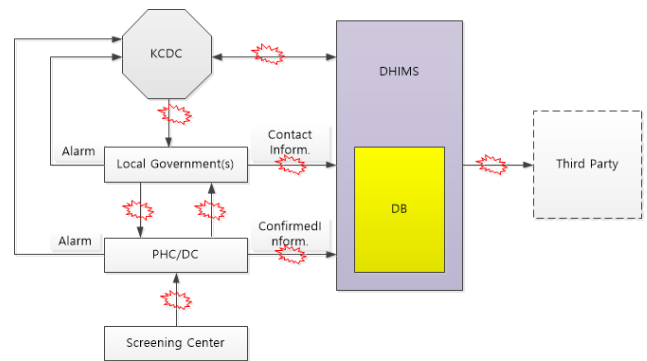 KCDC
DHIMS
Alarm
Contact
Inform.
Local Government(s)
Third Party
DB
Alarm
ConfirmedI
nform.
PHC/DC
Screening Center